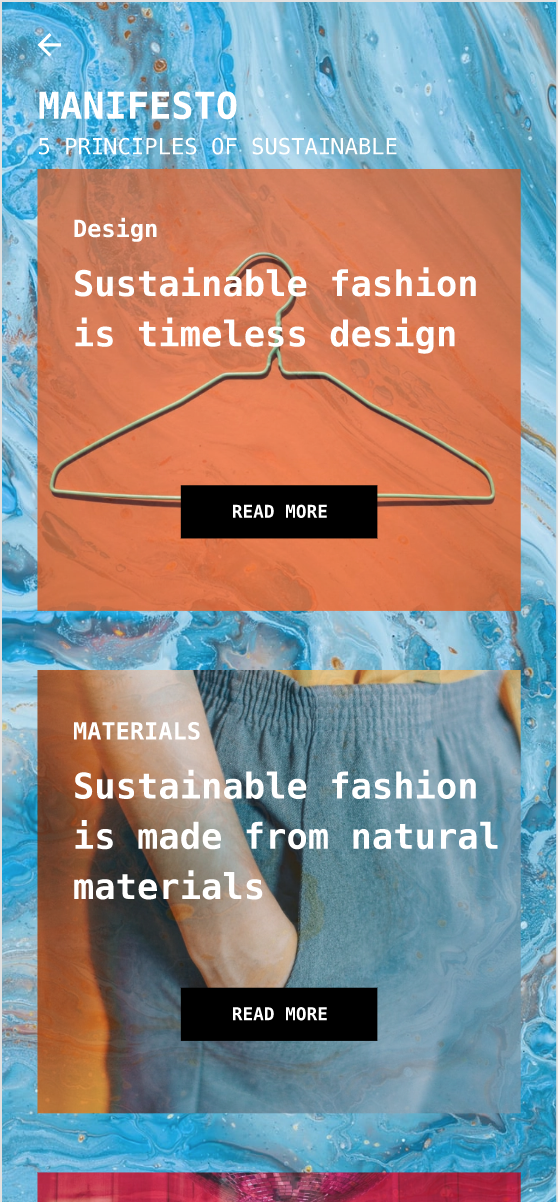 MANIFESTO
5 PRINCIPLES OF SUSTAINABLE
Design
Sustainable fashion
is timeless design
READ MORE
MATERIALS
Sustainable fashion
is made from natural
materials
READ MORE